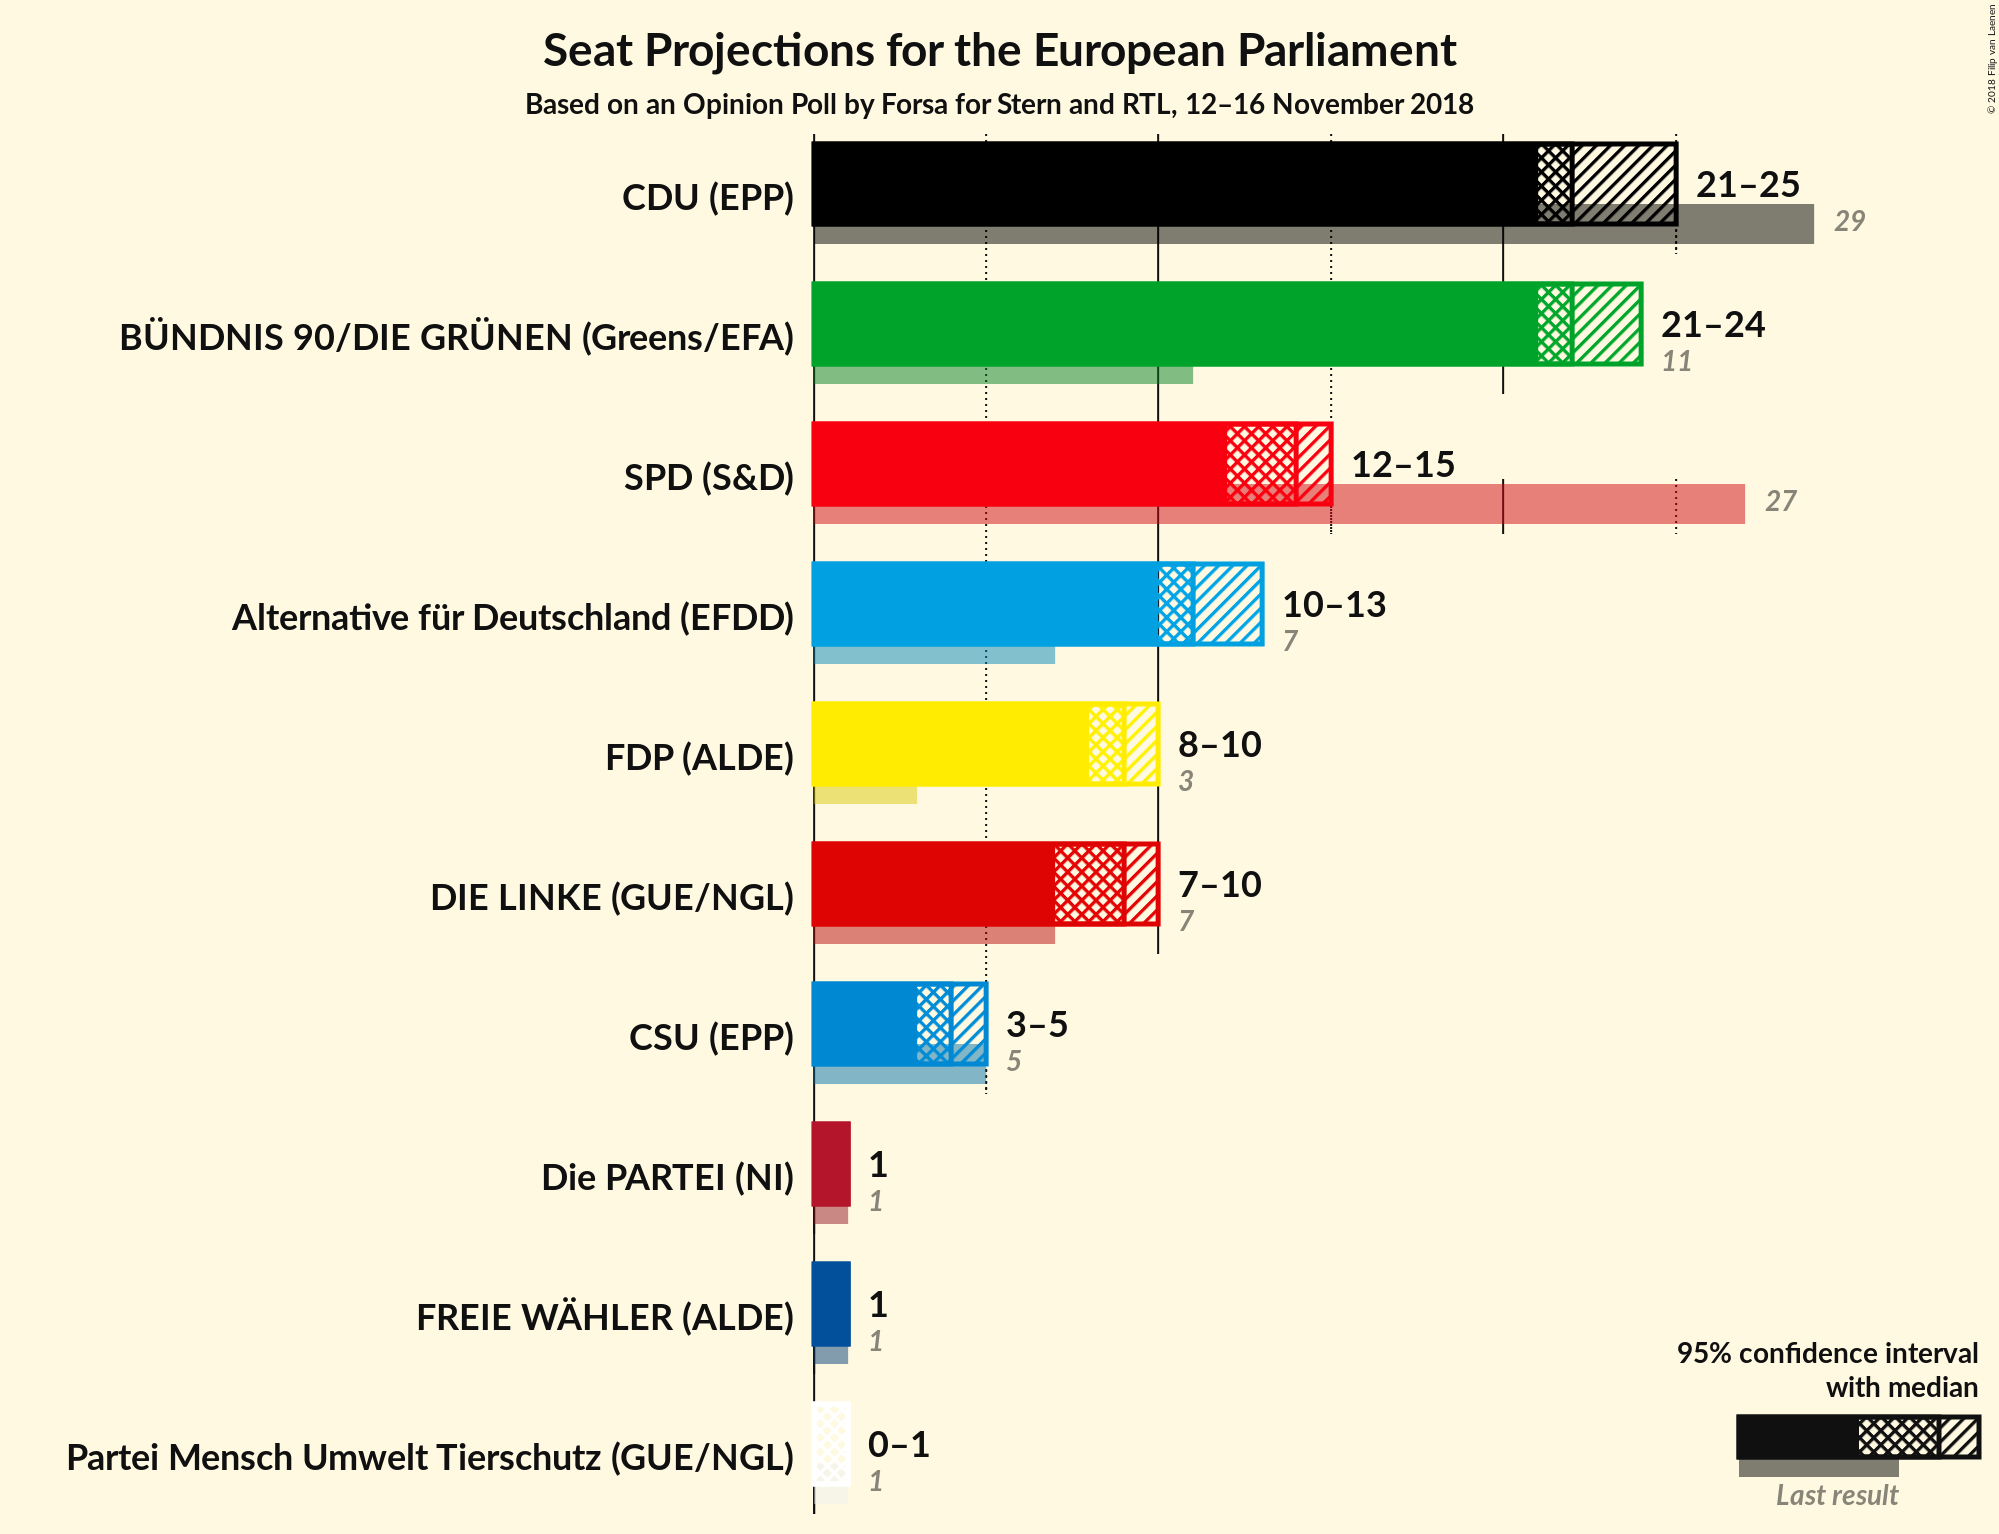 Seat Projections for the European Parliament
Based on an Opinion Poll by Forsa for Stern and RTL, 12–16 November 2018
© 2018 Filip van Laenen
CDU (EPP)
21–25
29
BÜNDNIS 90/DIE GRÜNEN (Greens/EFA)
21–24
11
SPD (S&D)
12–15
27
Alternative für Deutschland (EFDD)
10–13
7
FDP (ALDE)
8–10
3
DIE LINKE (GUE/NGL)
7–10
7
CSU (EPP)
3–5
5
Die PARTEI (NI)
1
1
FREIE WÄHLER (ALDE)
1
1
Partei Mensch Umwelt Tierschutz (GUE/NGL)
0–1
1
95% confidence interval
with median
Last result